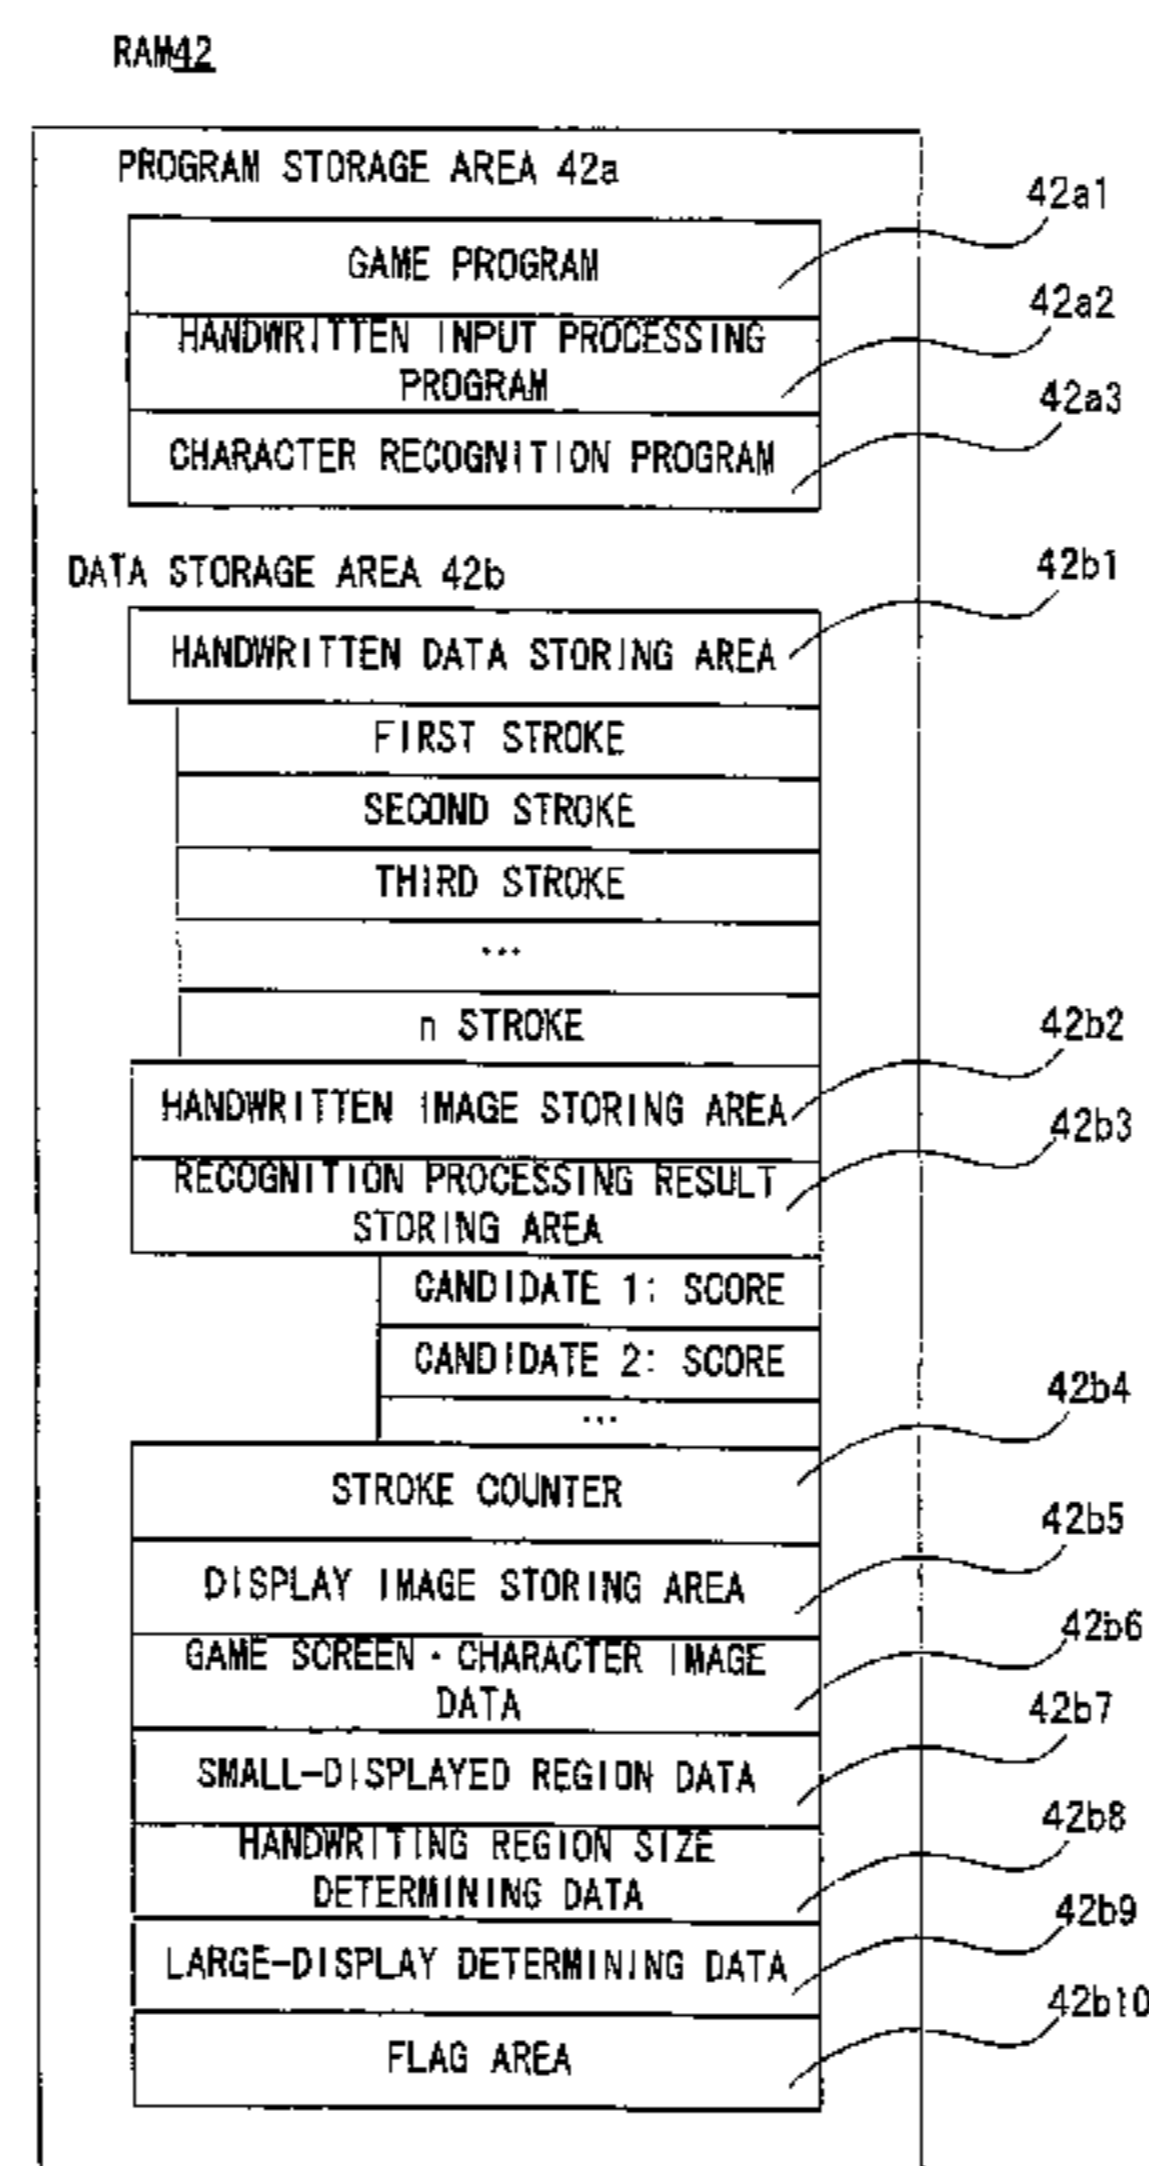 RAM42
PROGRAM STORAGE AREA 42a
42a1
GAME PROGRAM
42a2
HANDWRITTEN INPUT PROCESSING
PROGRAM
42a3
CHARACTER RECOGNITION PROGRAM
DATA STORAGE AREA 42b
42b1
HANDWRITTEN DATA STORING AREA
FIRST STROKE
SECOND STROKE
THIRD STROKE
...
n STROKE
42b2
HANDWRITTEN IMAGE STORING AREA
42b3
RECOGNITION PROCESSING RESULT
STORING AREA
CANDIDATE 1: SCORE
CANDIDATE 2: SCORE
...
42b4
STROKE COUNTER
42b5
DISPLAY IMAGE STORING AREA
42b6
GAME SCREEN · CHARACTER IMAGE
DATA
42b7
SMALL-DISPLAYED REGION DATA
42b8
HANDWRITING REGION SIZE
DETERMINING DATA
42b9
LARGE-DISPLAY DETERMINING DATA
42b10
FLAG AREA